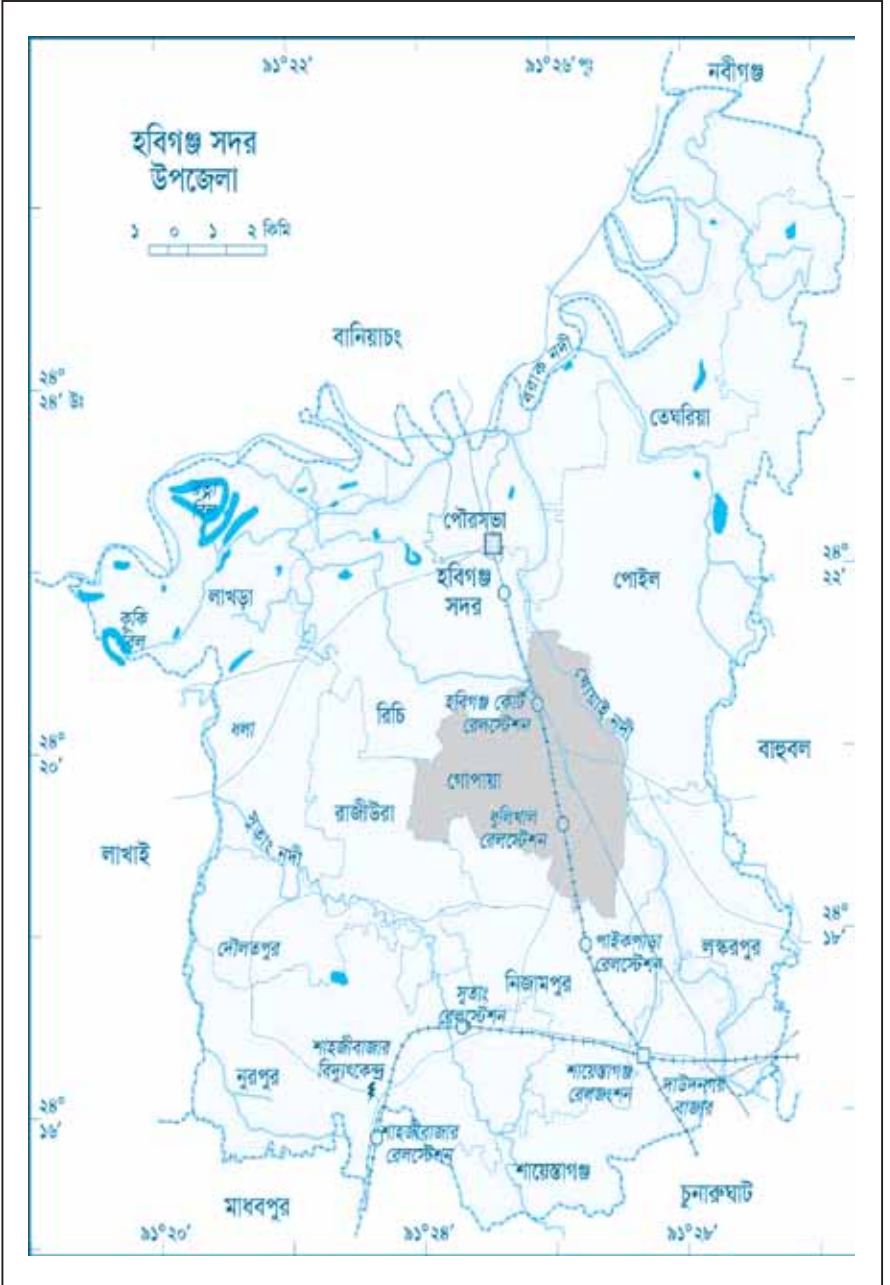 ৯১° ২২′
৯১° ২৬′ পূঃ
নবীগঞ্জ
হবিগঞ্জ সদর
উপজেলা
১ ০ ১ ২ কিমি
বানিয়াচং
বরাক নদী
২৪°
২৪′ উঃ
তেঘরিয়া
পৌরসভা
২৪°
২২′
হবিগঞ্জ
সদর
পোইল
লাখড়া
কূকি
বিল
খোয়াই নদী
হবিগঞ্জ কোর্ট
রেলস্টেশন
রিচি
ধলা
২৪°
২০′
বাহুবল
গোপায়া
রাজীউরা
ধুলিখাল
রেলস্টেশন
সুতাং নদী
লাখাই
২৪°
১৮′
দৌলতপুর
পাইকপাড়া
রেলস্টেশন
লস্করপুর
নিজামপুর
সুতাং
রেলস্টেশন
শাহজীবাজার
বিদ্যুৎকেন্দ্র
নুরপুর
শায়েস্তাগঞ্জ
রেলজংশন
দাউদনগর
বাজার
২৪°
১৬′
শাহজীবাজার
রেলস্টেশন
শায়েস্তাগঞ্জ
মাধবপুর
চুনারুঘাট
৯১° ২০′
৯১° ২৪′
৯১° ২৮′